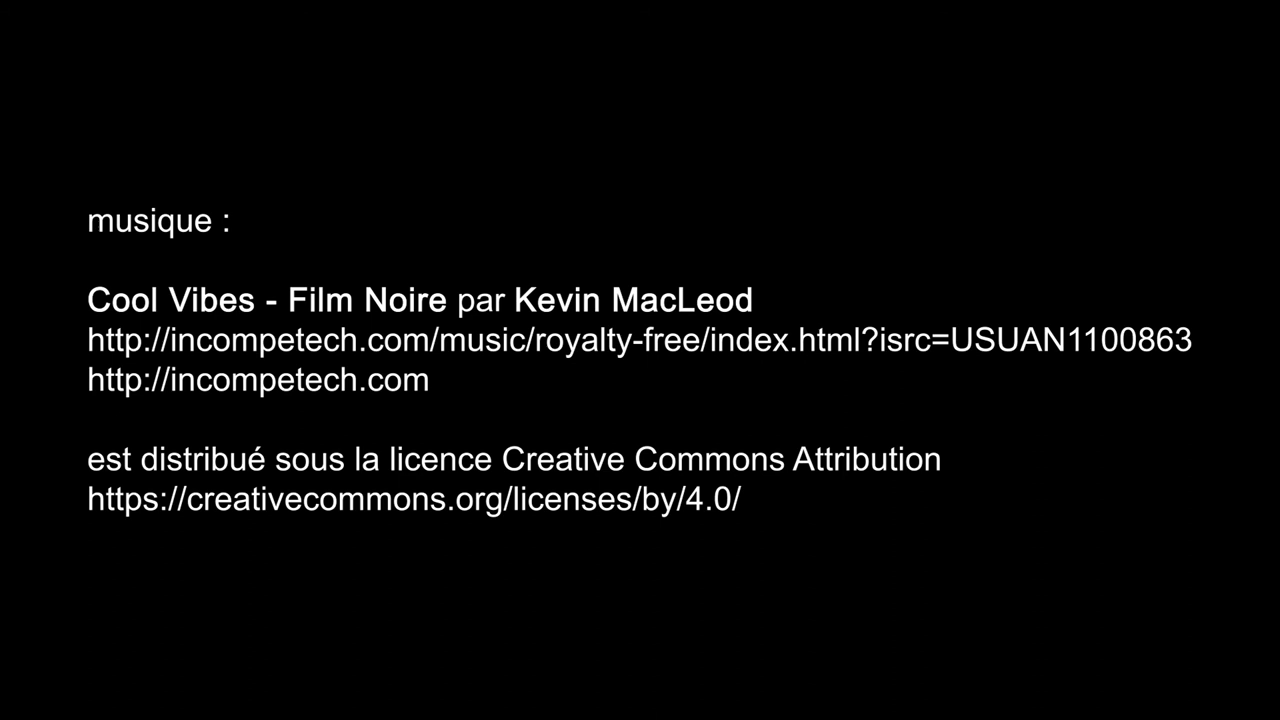 musique :
Cool Vibes - Film Noire par Kevin MacLeod
http://incompetech.com/music/royalty-free/index.html?isrc=USUAN1100863
http://incompetech.com
est distribué sous la licence Creative Commons Attribution
https://creativecommons.org/licenses/by/4.0/